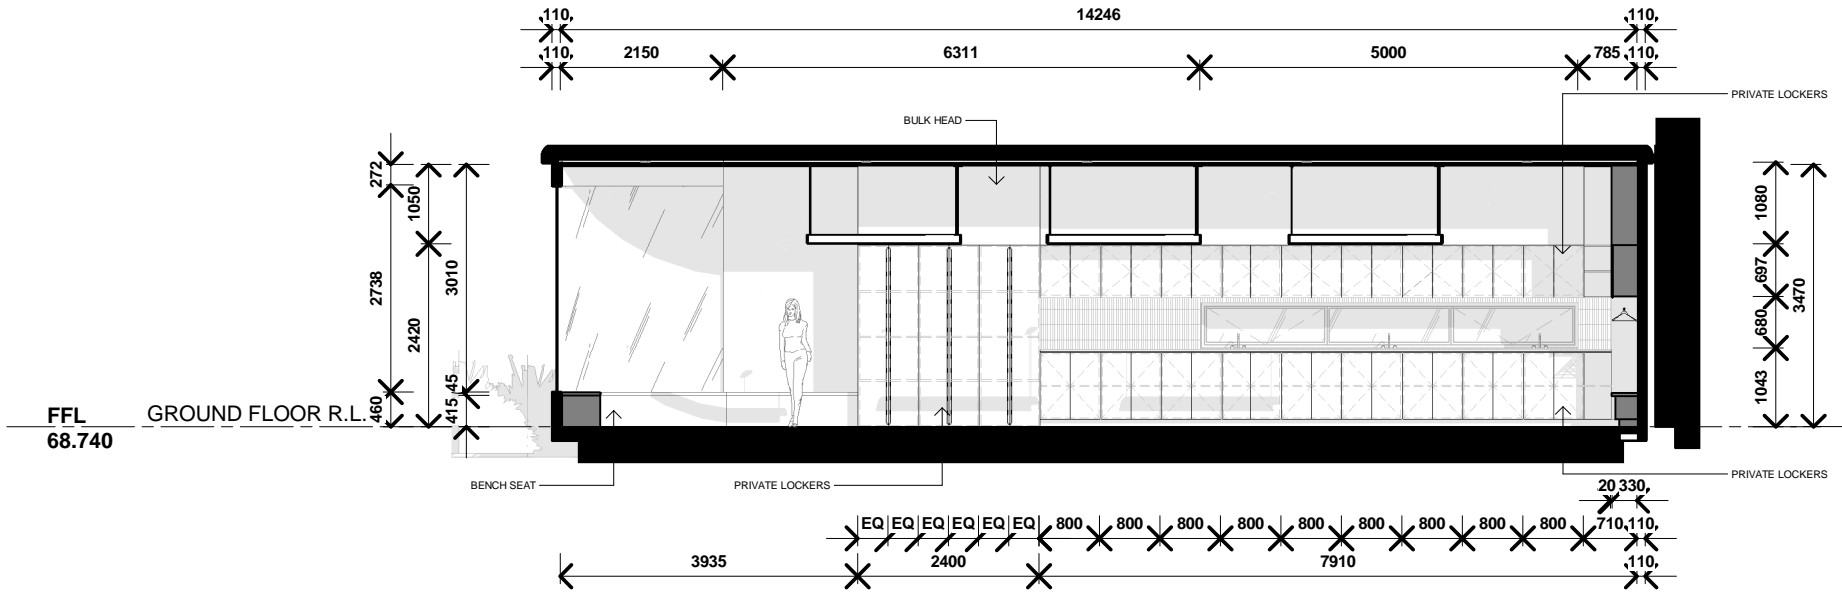 110 14246 110
110 2150 6311 5000 785 110
PRIVATE LOCKERS
BULK HEAD
272
1050
2738
3010
2420
460
415
45
1080
697
680
1043
3470
FFL GROUND FLOOR R.L.
68.740
BENCH SEAT
PRIVATE LOCKERS
PRIVATE LOCKERS
20 330
EQ EQ EQ EQ EQ EQ 800 800 800 800 800 800 800 800 800 710 110
3935 2400 7910 110